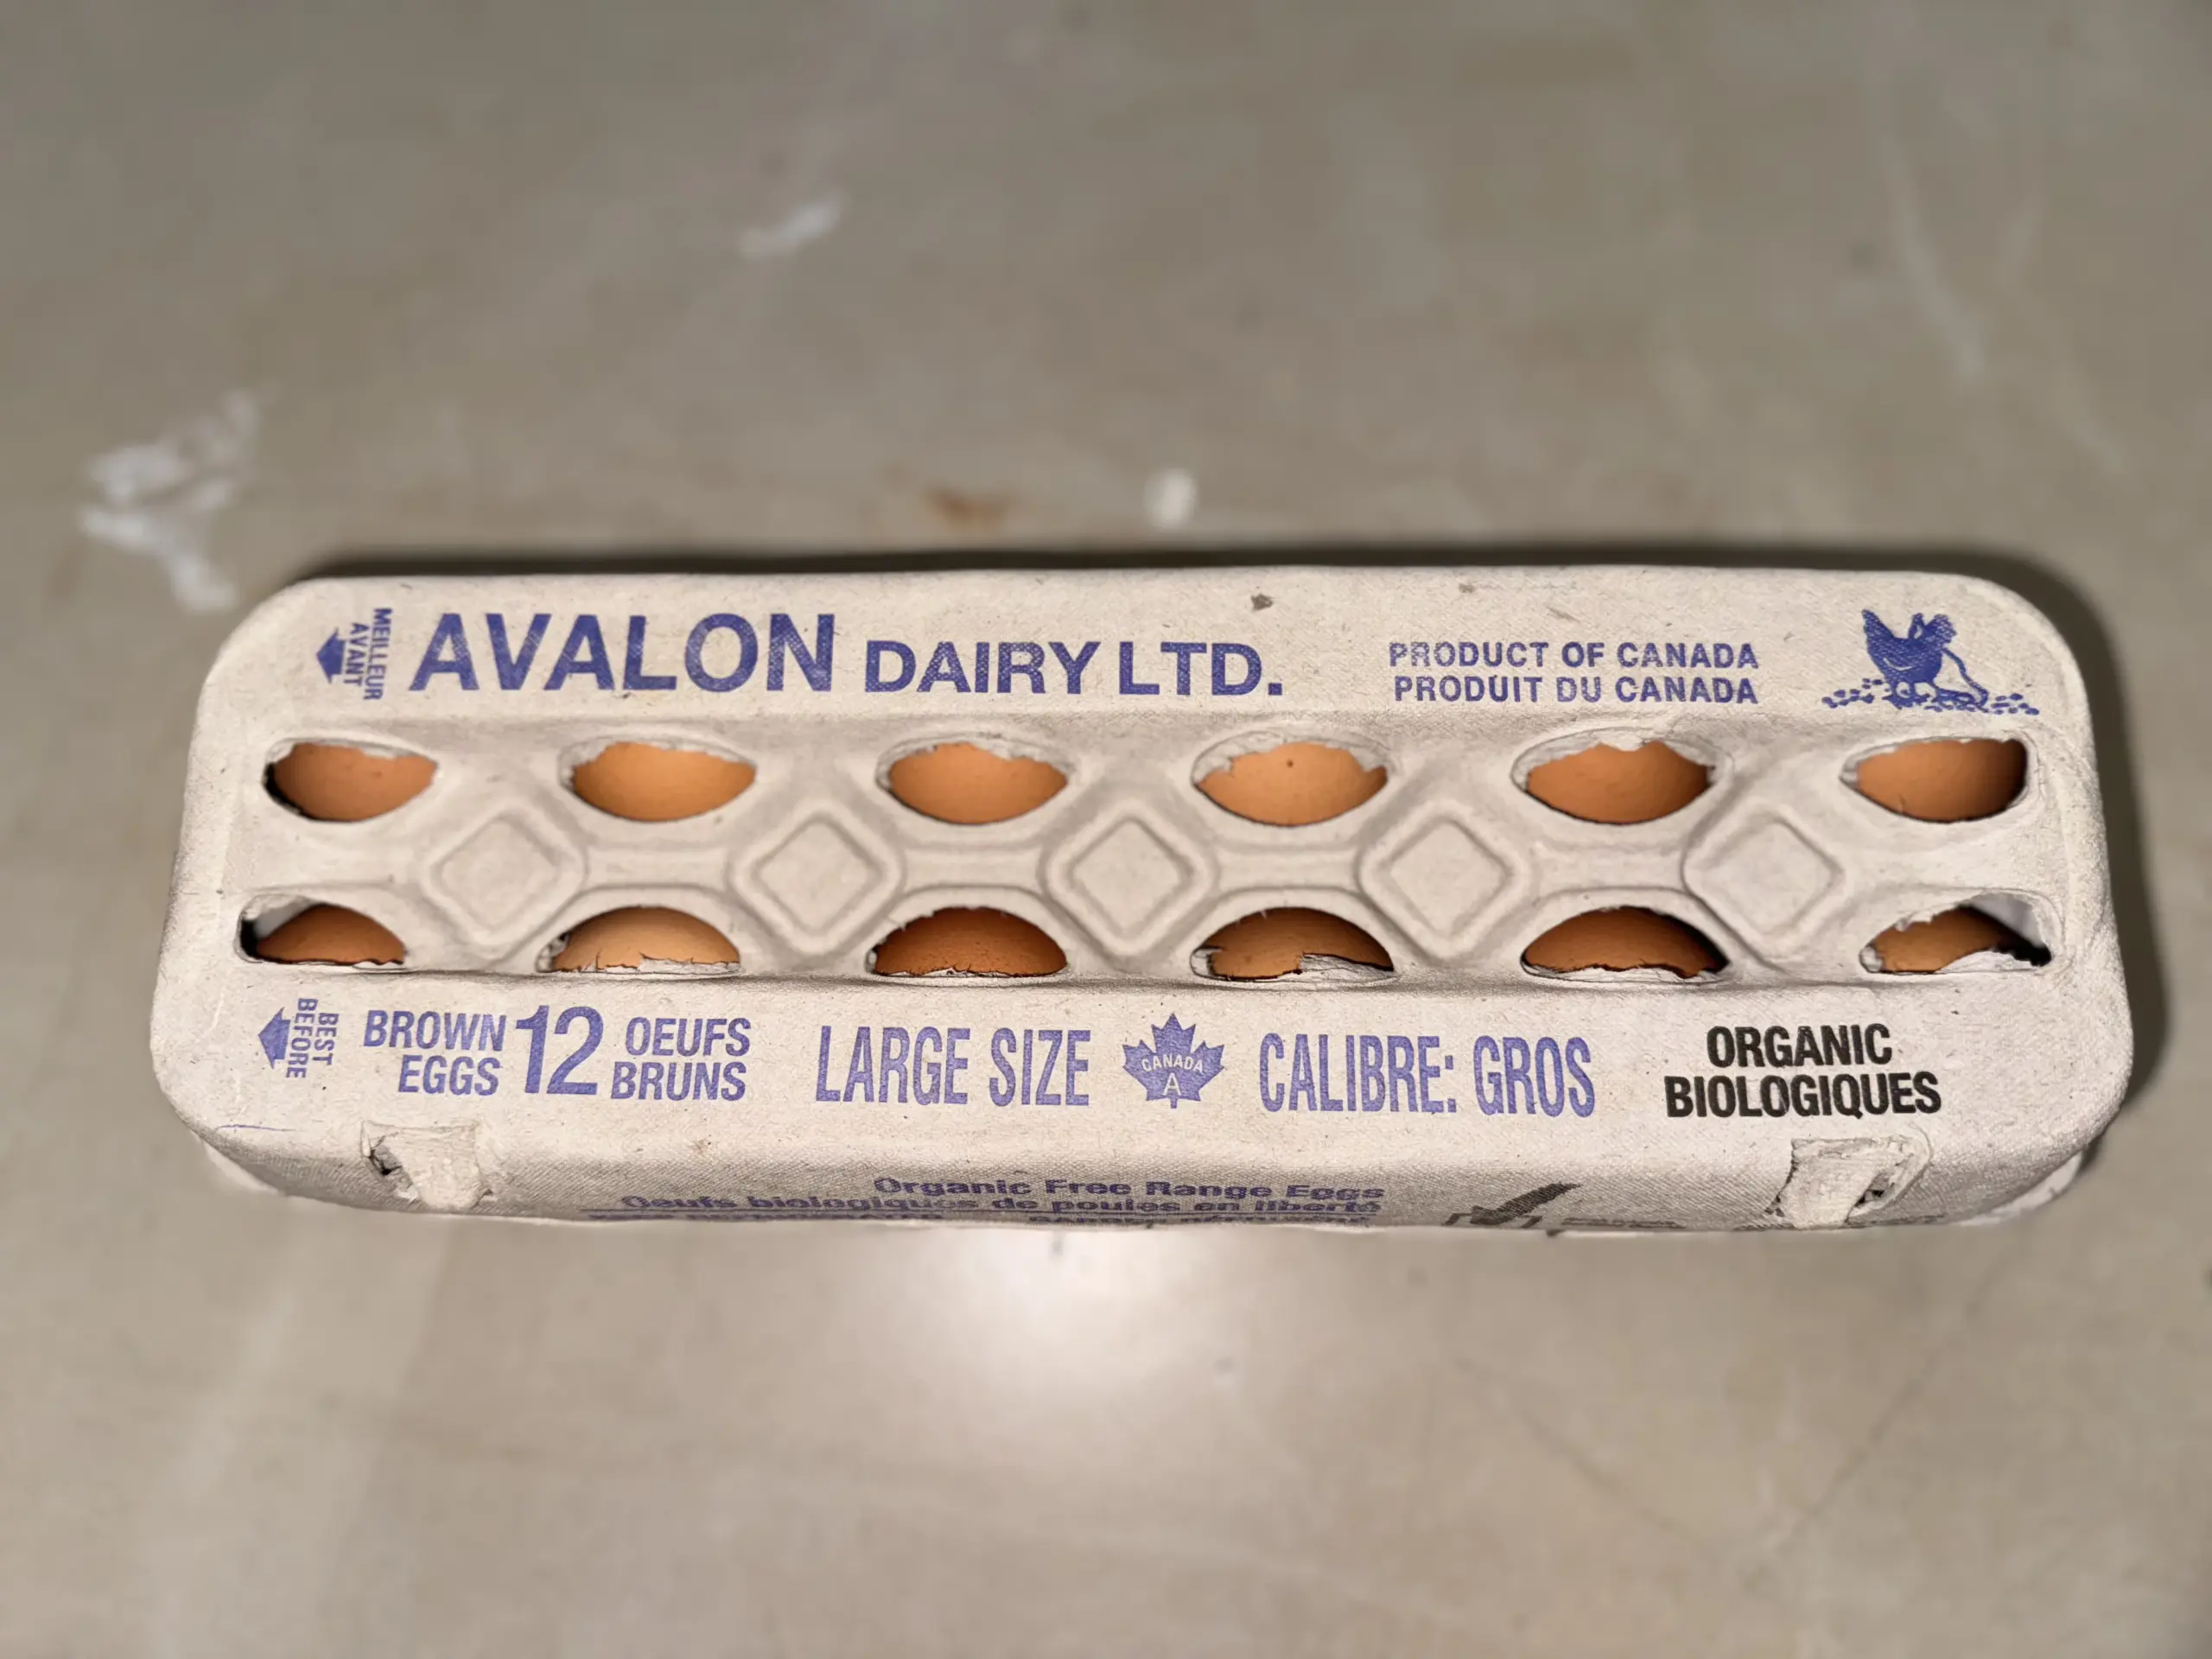 MEILLEUR
AVANT
AVALON DAIRY LTD.
PRODUCT OF CANADA
PRODUIT DU CANADA
BEST
BEFORE
BROWN
EGGS
12
OEUFS
BRUNS
LARGE SIZE
CANADA
A
CALIBRE: GROS
ORGANIC
BIOLOGIQUES
Organic Free Range Eggs
Oeufs biologiques de poules en liberté